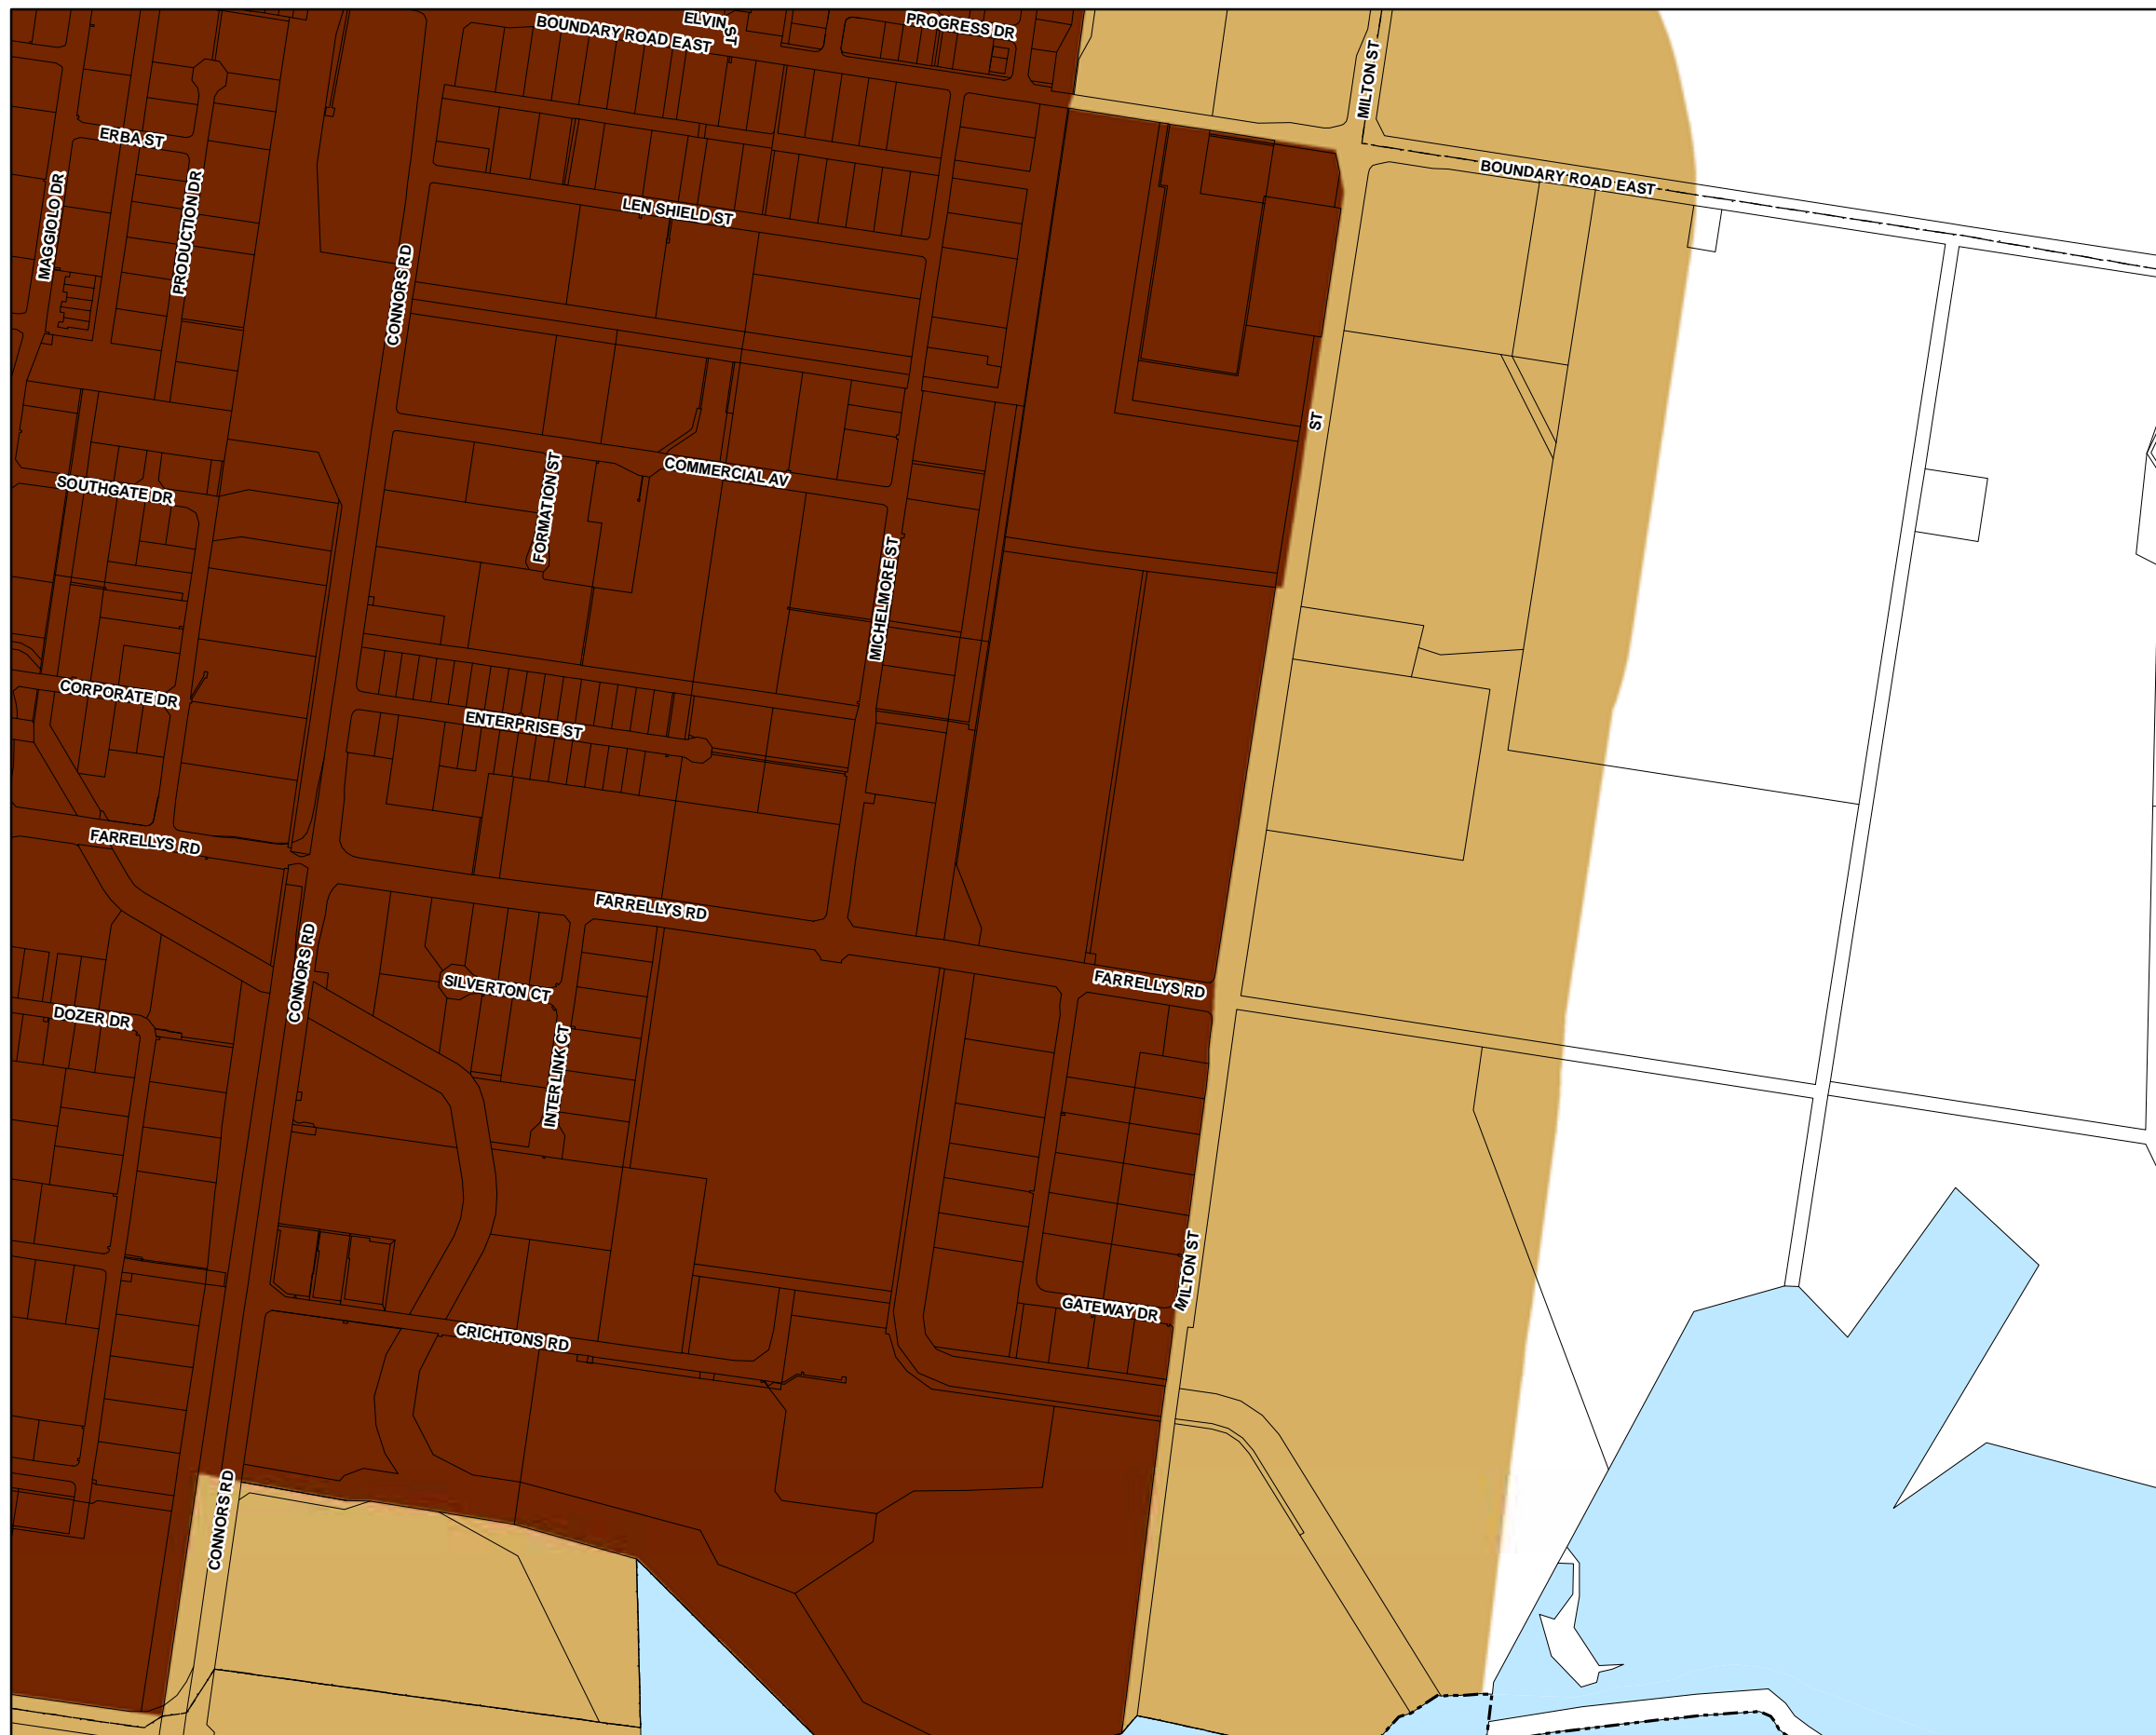 ELVIN ST
PROGRESS DR
BOUNDARY ROAD EAST
MILTON ST
ERBA ST
BOUNDARY ROAD EAST
MAGGIOLO DR
PRODUCTION DR
LEN SHIELD ST
CONNORS RD
ST
COMMERCIAL AV
SOUTHGATE DR
FORMATION ST
MICHELMORE ST
CORPORATE DR
ENTERPRISE ST
FARRELLYS RD
FARRELLYS RD
CONNORS RD
SILVERTON CT
FARRELLYS RD
DOZER DR
INTERLINK CT
MILTON ST
GATEWAY DR
CRICHTONS RD
CONNORS RD